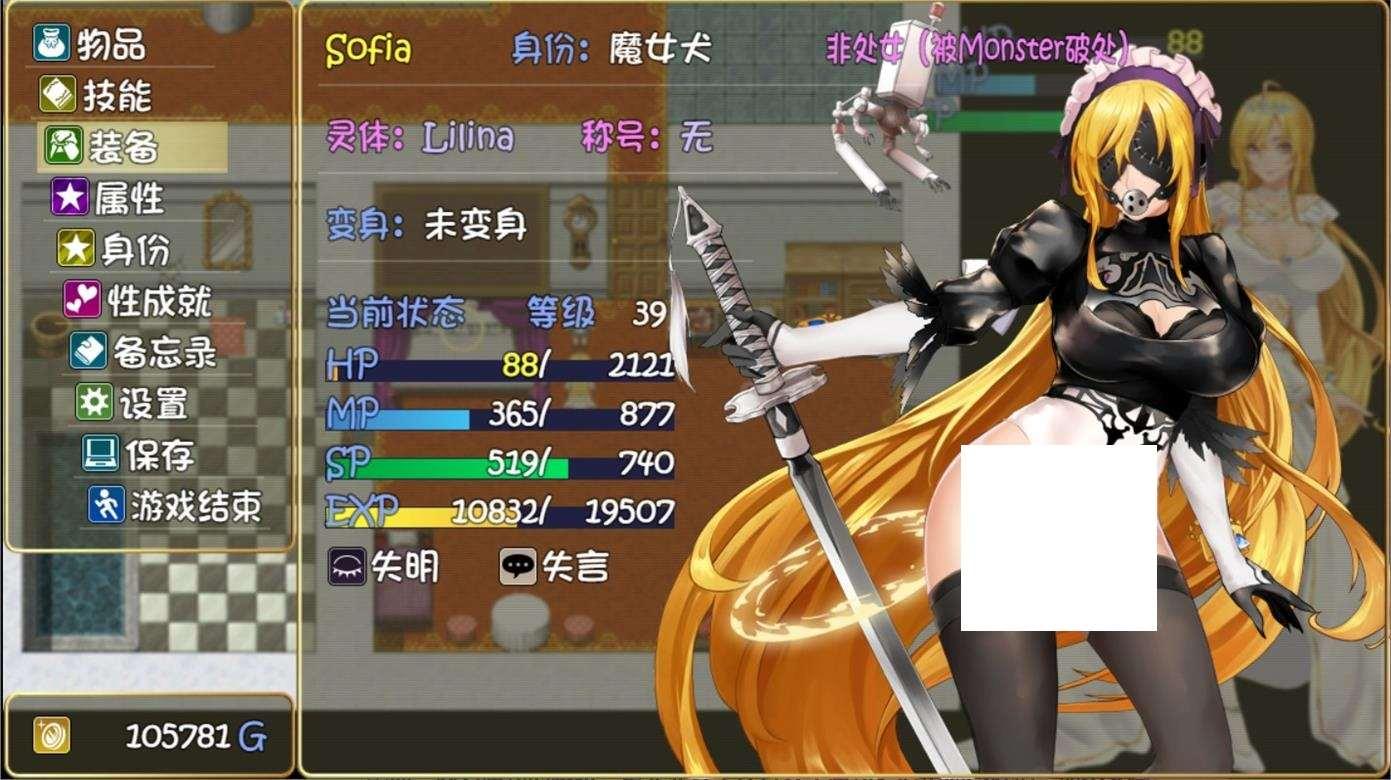 物品
技能
装备
属性
身份
性成就
备忘录
设置
保存
游戏结束
105781 G
Sofia 身份: 魔女犬 非处女（被Monster破处）
灵体: Lilina 称号: 无
变身: 未变身
当前状态 等级 39
HP 88/ 2121
MP 365/ 877
SP 519/ 740
EXP 10832/ 19507
失明 失言
HP 88
MP